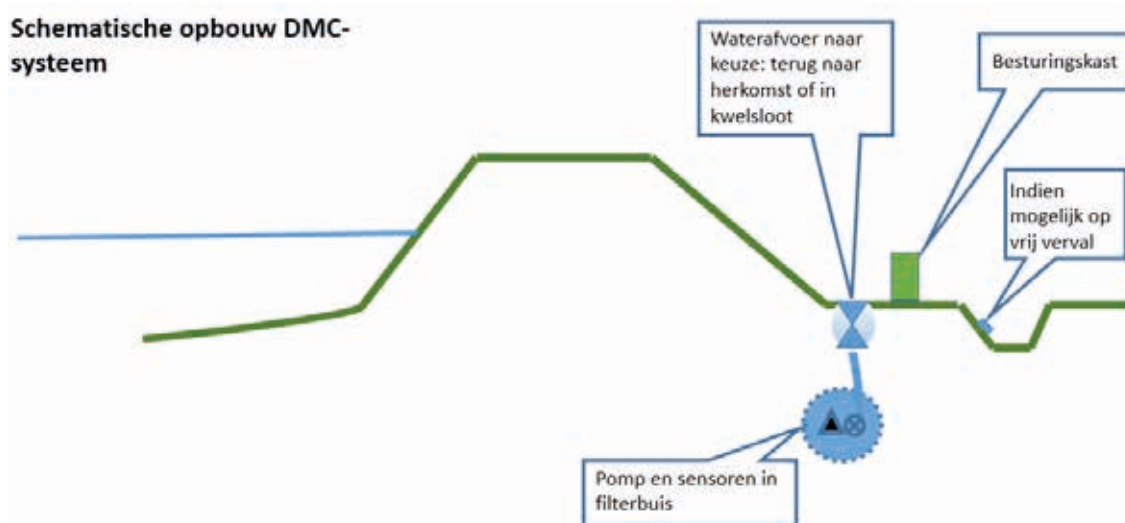 Schematische opbouw DMC-
systeem
Waterafvoer naar
keuze: terug naar
herkomst of in
kwelsloot
Besturingskast
Indien
mogelijk op
vrij verval
Pomp en sensoren in
filterbuis